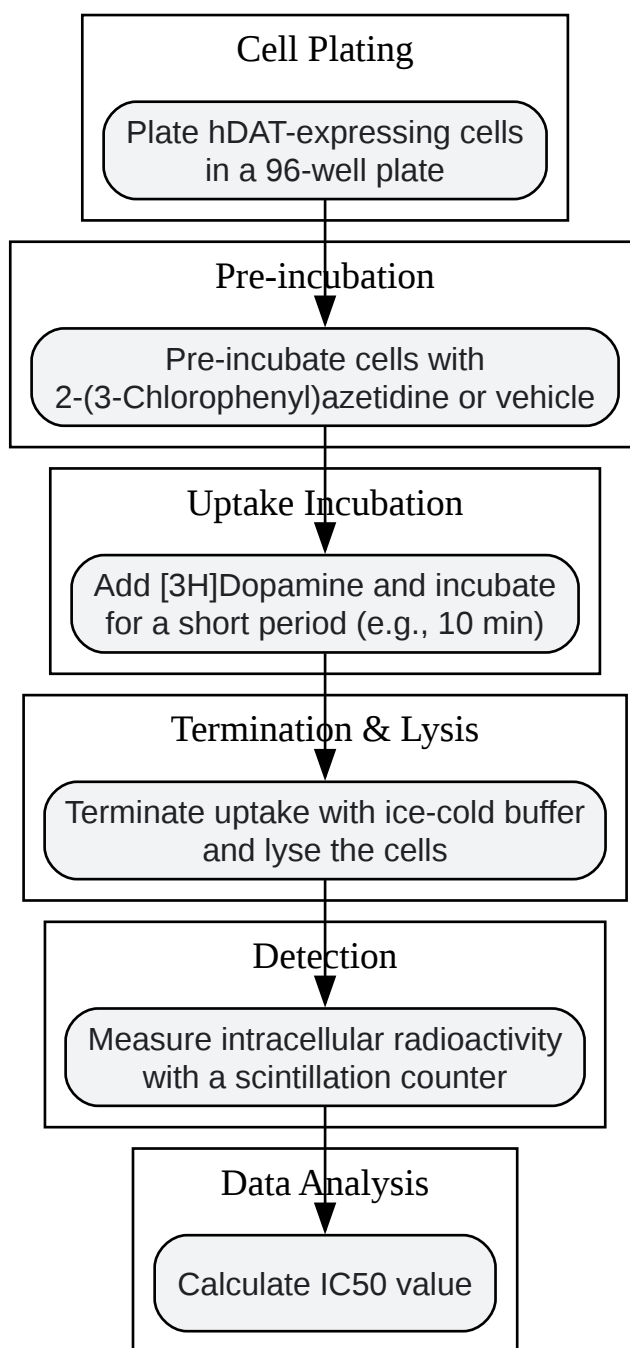 Cell Plating
Plate hDAT-expressing cells
in a 96-well plate
Pre-incubation
Pre-incubate cells with
2-(3-Chlorophenyl)azetidine or vehicle
Uptake Incubation
Add [3H]Dopamine and incubate
for a short period (e.g., 10 min)
Termination & Lysis
Terminate uptake with ice-cold buffer
and lyse the cells
Detection
Measure intracellular radioactivity
with a scintillation counter
Data Analysis
Calculate IC50 value